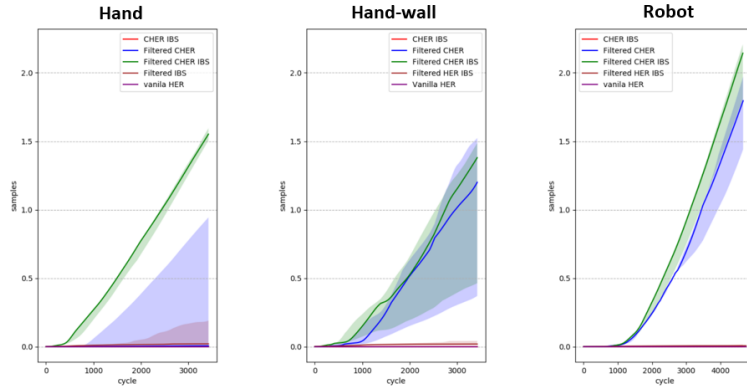 Hand
CHER IBS
Filtered CHER
Filtered CHER IBS
Filtered IBS
vanila HER
2.0
1.5
1.0
0.5
0.0
samples
0
1000
2000
3000
cycle
Hand-wall
CHER IBS
Filtered CHER
Filtered CHER IBS
Filtered HER IBS
Vanilla HER
2.0
1.5
1.0
0.5
0.0
samples
0
1000
2000
3000
cycle
Robot
CHER IBS
Filtered CHER
Filtered CHER IBS
Filtered HER IBS
vanila HER
2.0
1.5
1.0
0.5
0.0
samples
0
1000
2000
3000
4000
cycle